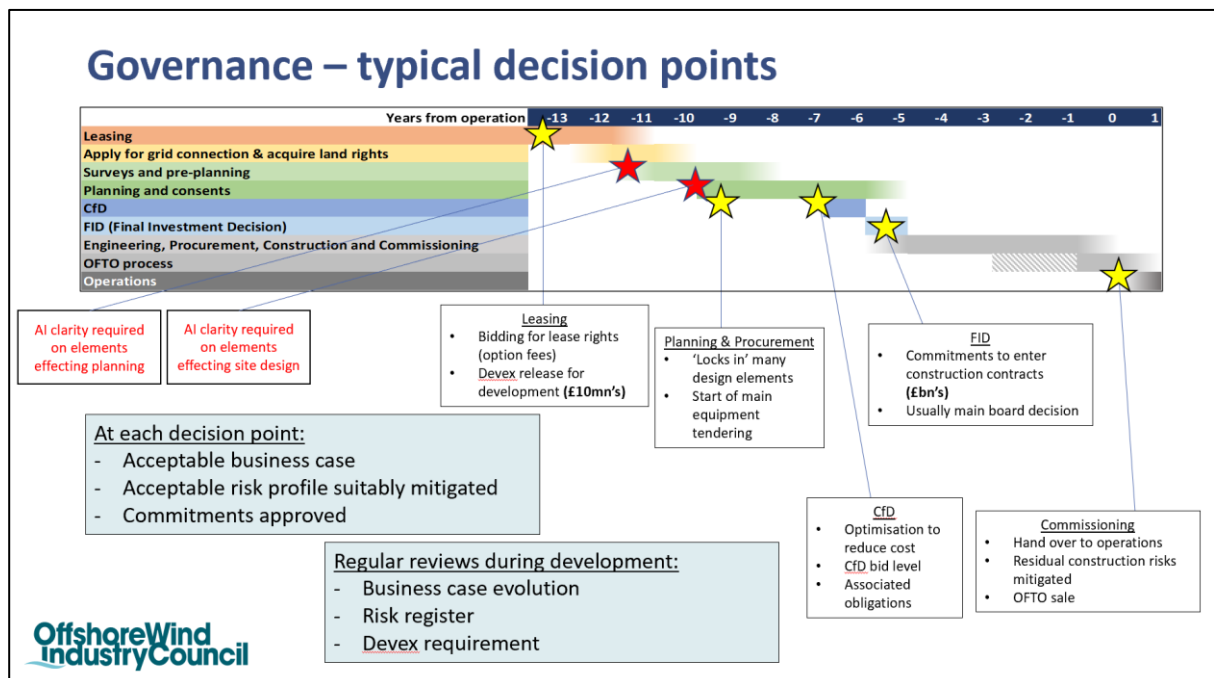 Governance – typical decision points
Years from operation -13 -12 -11 -10 -9 -8 -7 -6 -5 -4 -3 -2 -1 0 1
Leasing
Apply for grid connection & acquire land rights
Surveys and pre-planning
Planning and consents
CfD
FID (Final Investment Decision)
Engineering, Procurement, Construction and Commissioning
OFTO process
Operations
AI clarity required
on elements
effecting planning
AI clarity required
on elements
effecting site design
Leasing
• Bidding for lease rights
(option fees)
• Devex release for
development (£10mn’s)
Planning & Procurement
• ‘Locks in’ many
design elements
• Start of main
equipment
tendering
FID
• Commitments to enter
construction contracts
(£bn’s)
• Usually main board decision
At each decision point:
- Acceptable business case
- Acceptable risk profile suitably mitigated
- Commitments approved
CfD
• Optimisation to
reduce cost
• CfD bid level
• Associated
obligations
Commissioning
• Hand over to operations
• Residual construction risks
mitigated
• OFTO sale
Regular reviews during development:
- Business case evolution
- Risk register
- Devex requirement
OffshoreWind
IndustryCouncil